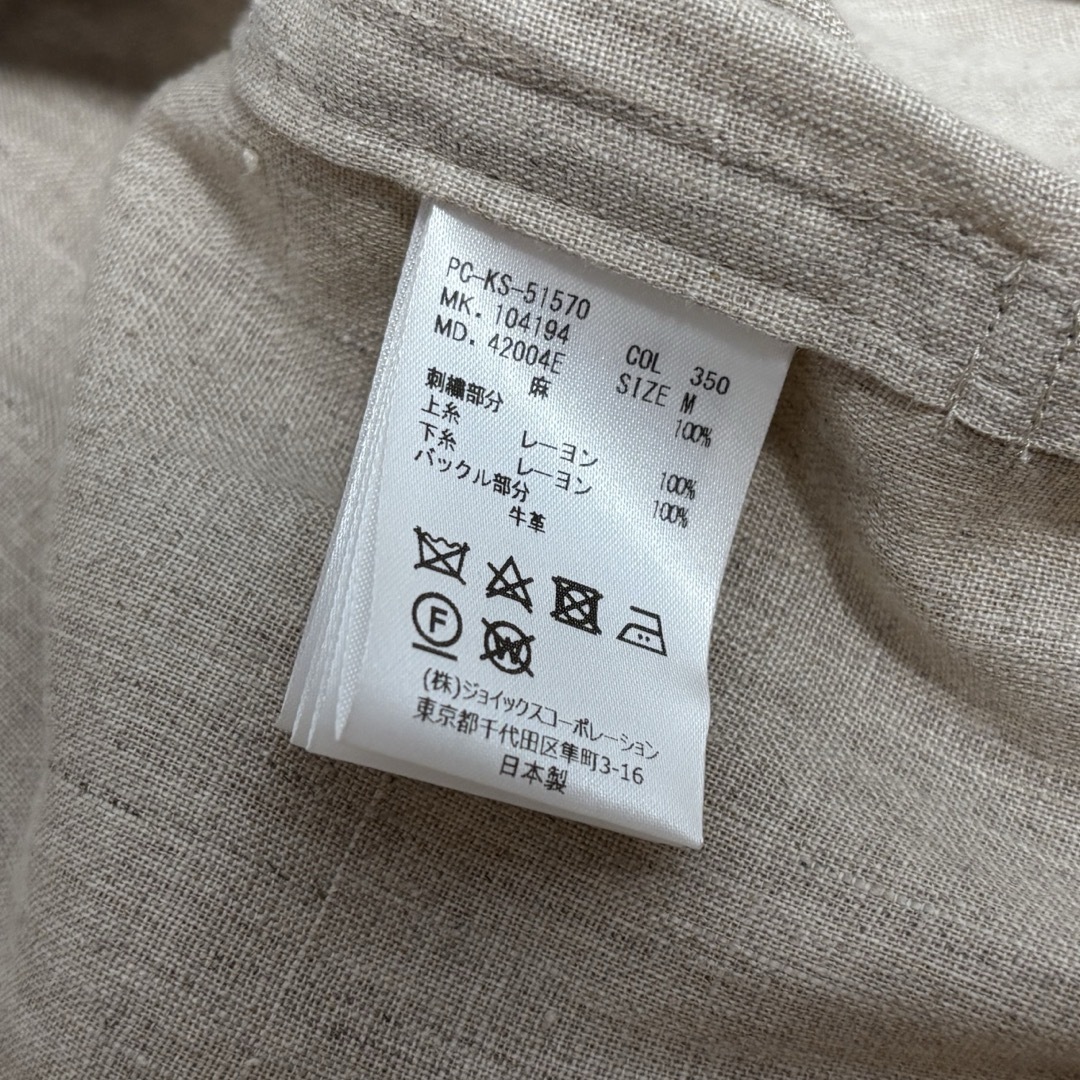 PC-KS-51570
MK. 104194 COL 350
MD. 42004E SIZE M
麻 100%
刺繍部分
上糸 レーヨン 100%
下糸 レーヨン 100%
バックル部分
牛革
F W
(株)ジョイックスコーポレーション
東京都千代田区隼町3-16
日本製